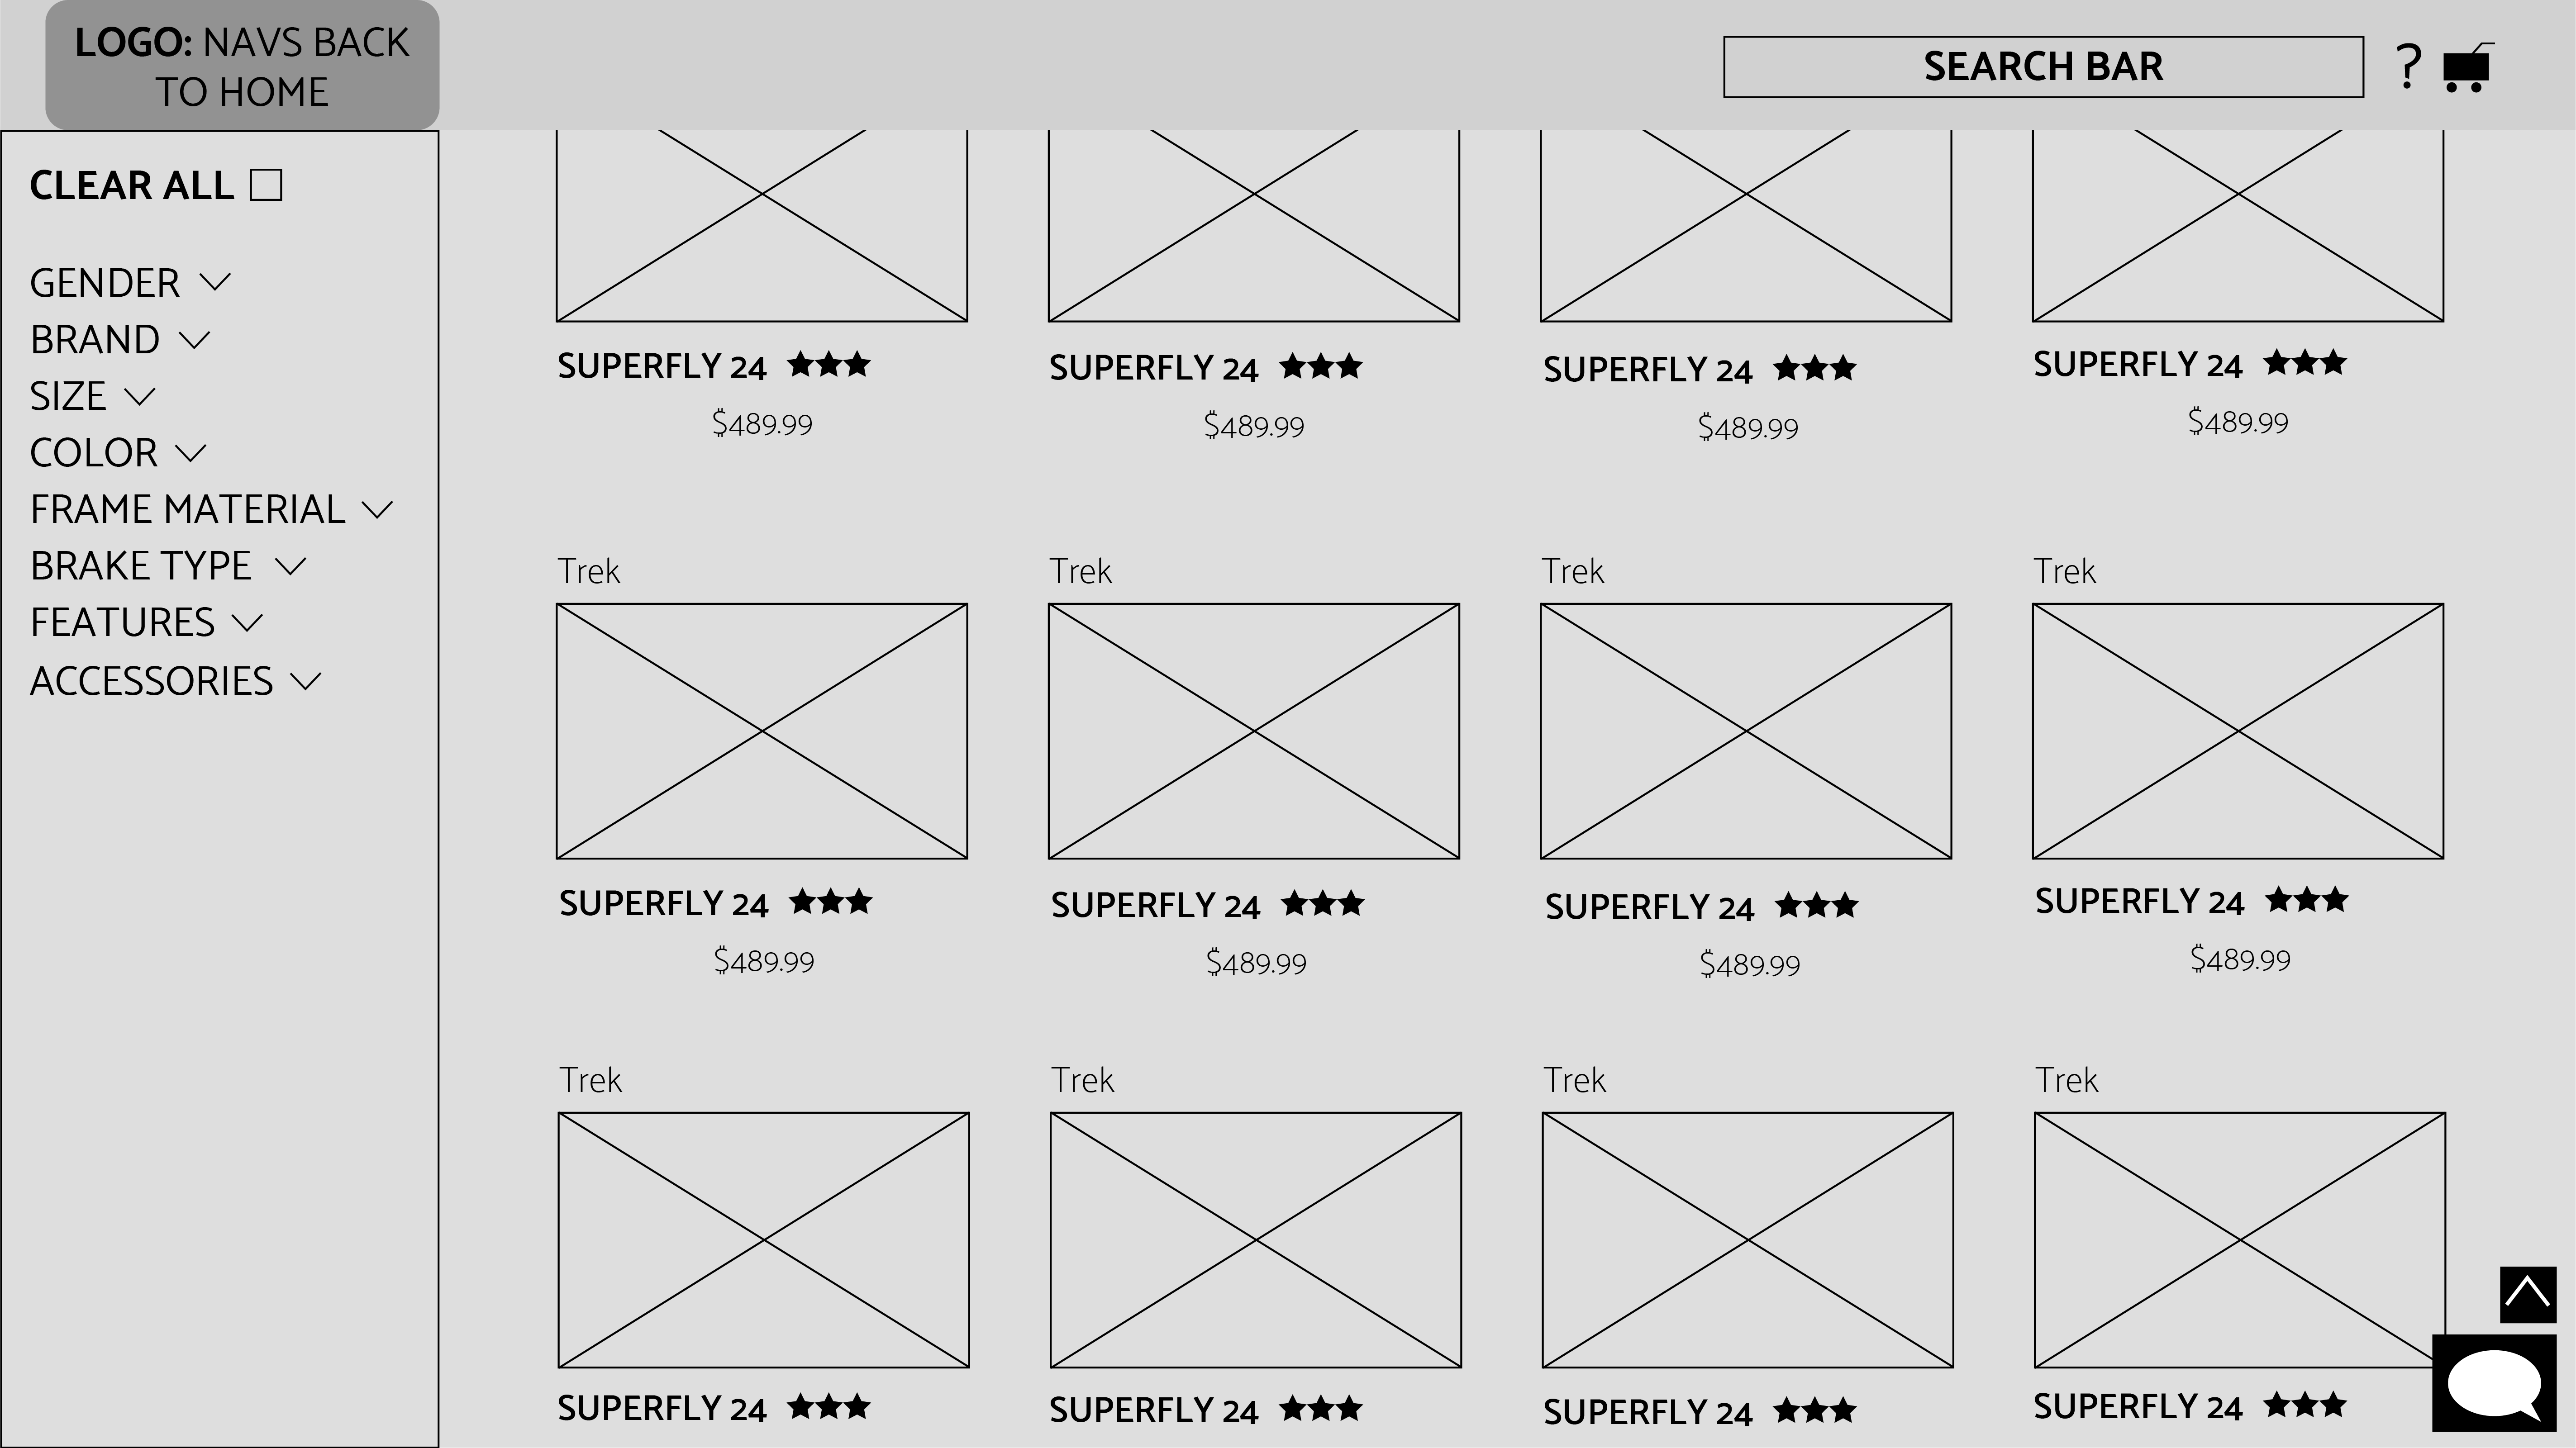 LOGO: NAVS BACK
TO HOME
SEARCH BAR
?
CLEAR ALL
GENDER
BRAND
SIZE
COLOR
FRAME MATERIAL
BRAKE TYPE
FEATURES
ACCESSORIES
SUPERFLY 24
$489.99
SUPERFLY 24
$489.99
SUPERFLY 24
$489.99
SUPERFLY 24
$489.99
Trek
SUPERFLY 24
$489.99
Trek
SUPERFLY 24
$489.99
Trek
SUPERFLY 24
$489.99
Trek
SUPERFLY 24
$489.99
Trek
SUPERFLY 24
Trek
SUPERFLY 24
Trek
SUPERFLY 24
Trek
SUPERFLY 24